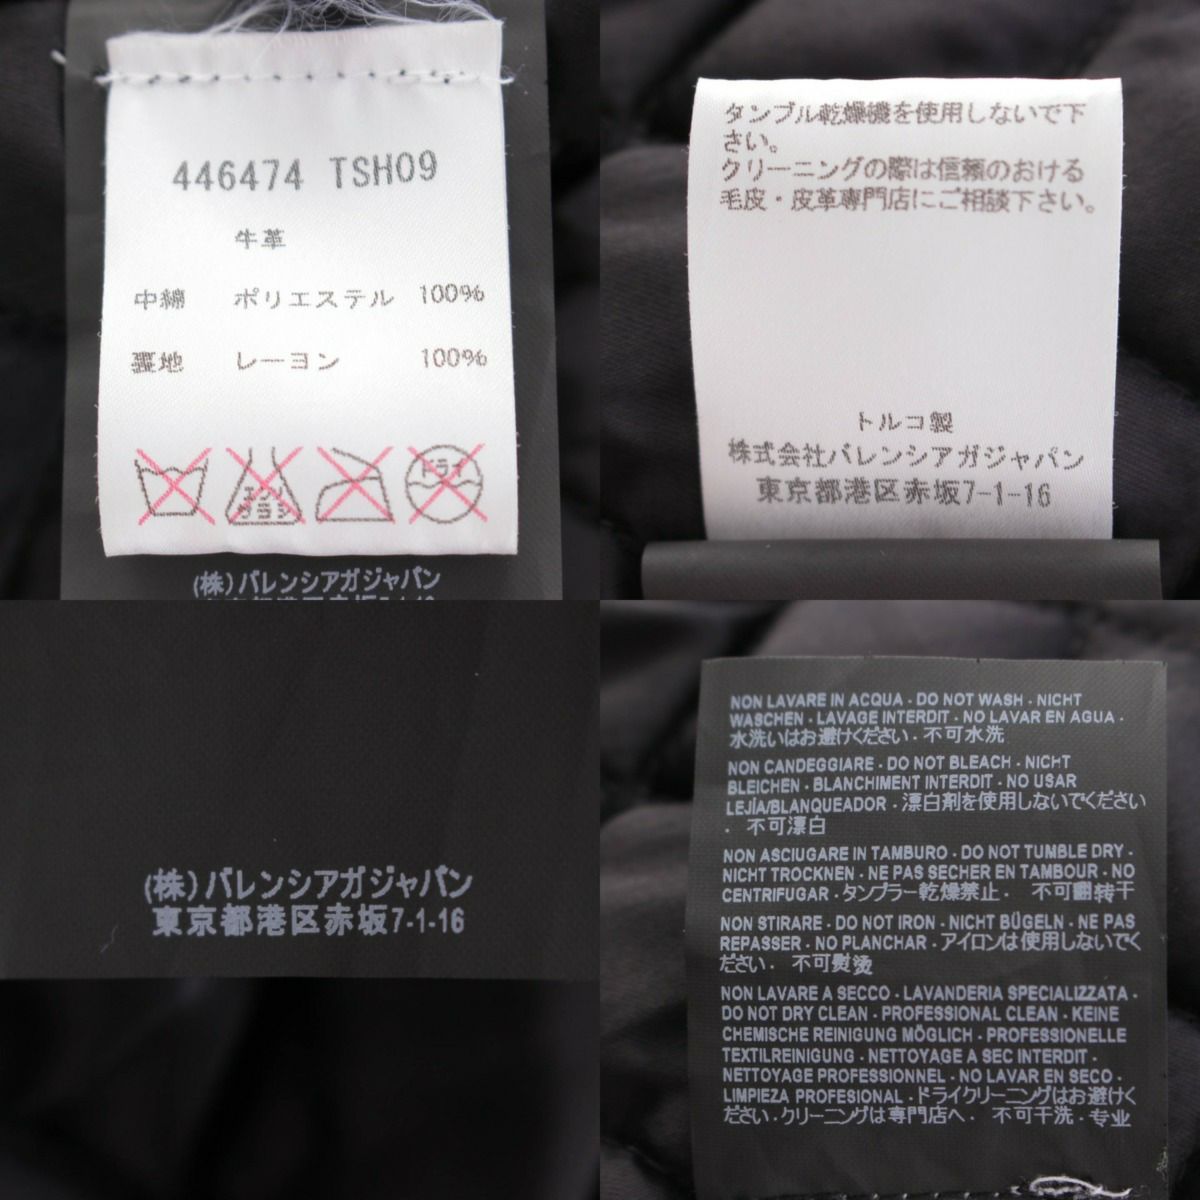 446474 TSH09
牛革
中綿 ポリエステル 100%
裏地 レーヨン 100%
エンソ
サラシ
ドライ
(株)バレンシアガジャパン
タンブル乾燥機を使用しないで下
さい。
クリーニングの際は信頼のおける
毛皮・皮革専門店にご相談下さい。
トルコ製
株式会社バレンシアガジャパン
東京都港区赤坂7-1-16
(株)バレンシアガジャパン
東京都港区赤坂7-1-16
NON LAVARE IN ACQUA - DO NOT WASH - NICHT
WASCHEN - LAVAGE INTERDIT - NO LAVAR EN AGUA -
水洗いはお避けください - 不可水洗
NON CANDEGGIARE - DO NOT BLEACH - NICHT
BLEICHEN - BLANCHIMENT INTERDIT - NO USAR
LEJÍA/BLANQUEADOR - 漂白剤を使用しないでください
- 不可漂白
NON ASCIUGARE IN TAMBURO - DO NOT TUMBLE DRY -
NICHT TROCKNEN - NE PAS SECHER EN TAMBOUR - NO
CENTRIFUGAR - タンブラー乾燥禁止 - 不可翻转干
NON STIRARE - DO NOT IRON - NICHT BÜGELN - NE PAS
REPASSER - NO PLANCHAR - アイロンは使用しないでく
ださい - 不可熨烫
NON LAVARE A SECCO - LAVANDERIA SPECIALIZZATA -
DO NOT DRY CLEAN - PROFESSIONAL CLEAN - KEINE
CHEMISCHE REINIGUNG MÖGLICH - PROFESSIONELLE
TEXTILREINIGUNG - NETTOYAGE A SEC INTERDIT -
NETTOYAGE PROFESSIONNEL - NO LAVAR EN SECO -
LIMPIEZA PROFESIONAL - ドライクリーニングはお避けく
ださい - クリーニングは専門店へ - 不可干洗 - 专业